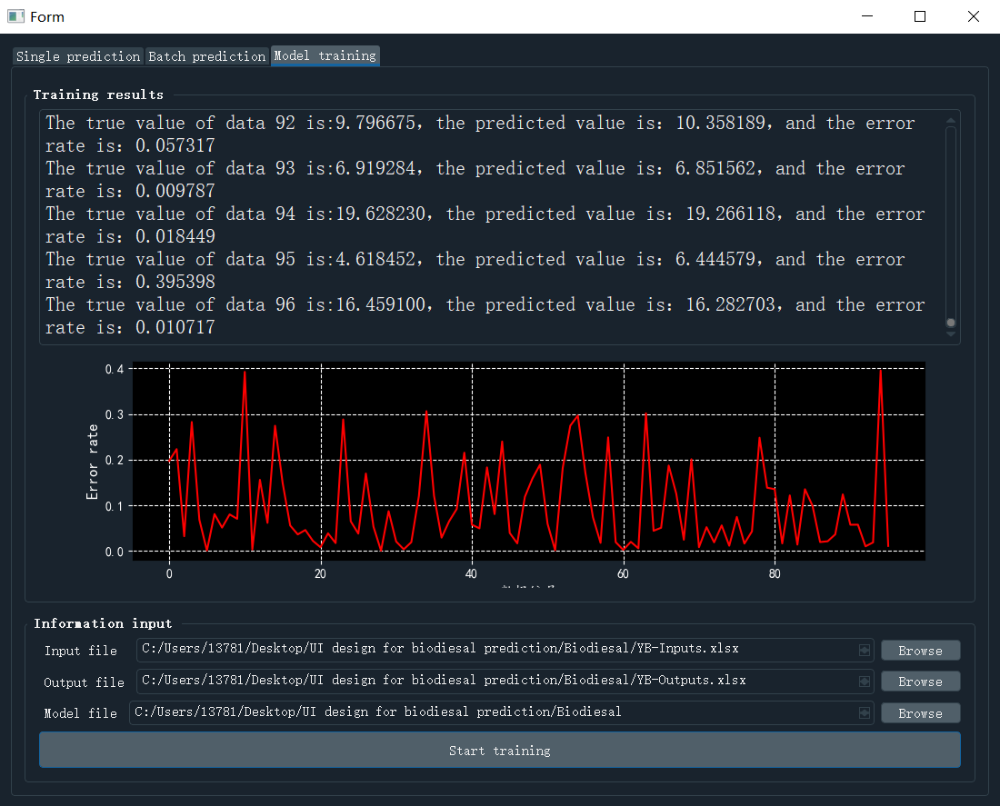 Form
Single prediction
Batch prediction
Model training
Training results
The true value of data 92 is:9.796675, the predicted value is: 10.358189, and the error
rate is: 0.057317
The true value of data 93 is:6.919284, the predicted value is: 6.851562, and the error
rate is: 0.009787
The true value of data 94 is:19.628230, the predicted value is: 19.266118, and the error
rate is: 0.018449
The true value of data 95 is:4.618452, the predicted value is: 6.444579, and the error
rate is: 0.395398
The true value of data 96 is:16.459100, the predicted value is: 16.282703, and the error
rate is: 0.010717
0.4
0.3
0.2
0.1
0.0
Error rate
0
20
40
60
80
Information input
Input file
C:/Users/13781/Desktop/UI design for biodiesal prediction/Biodiesal/YB-Inputs.xlsx
Browse
Output file
C:/Users/13781/Desktop/UI design for biodiesal prediction/Biodiesal/YB-Outputs.xlsx
Browse
Model file
C:/Users/13781/Desktop/UI design for biodiesal prediction/Biodiesal
Browse
Start training